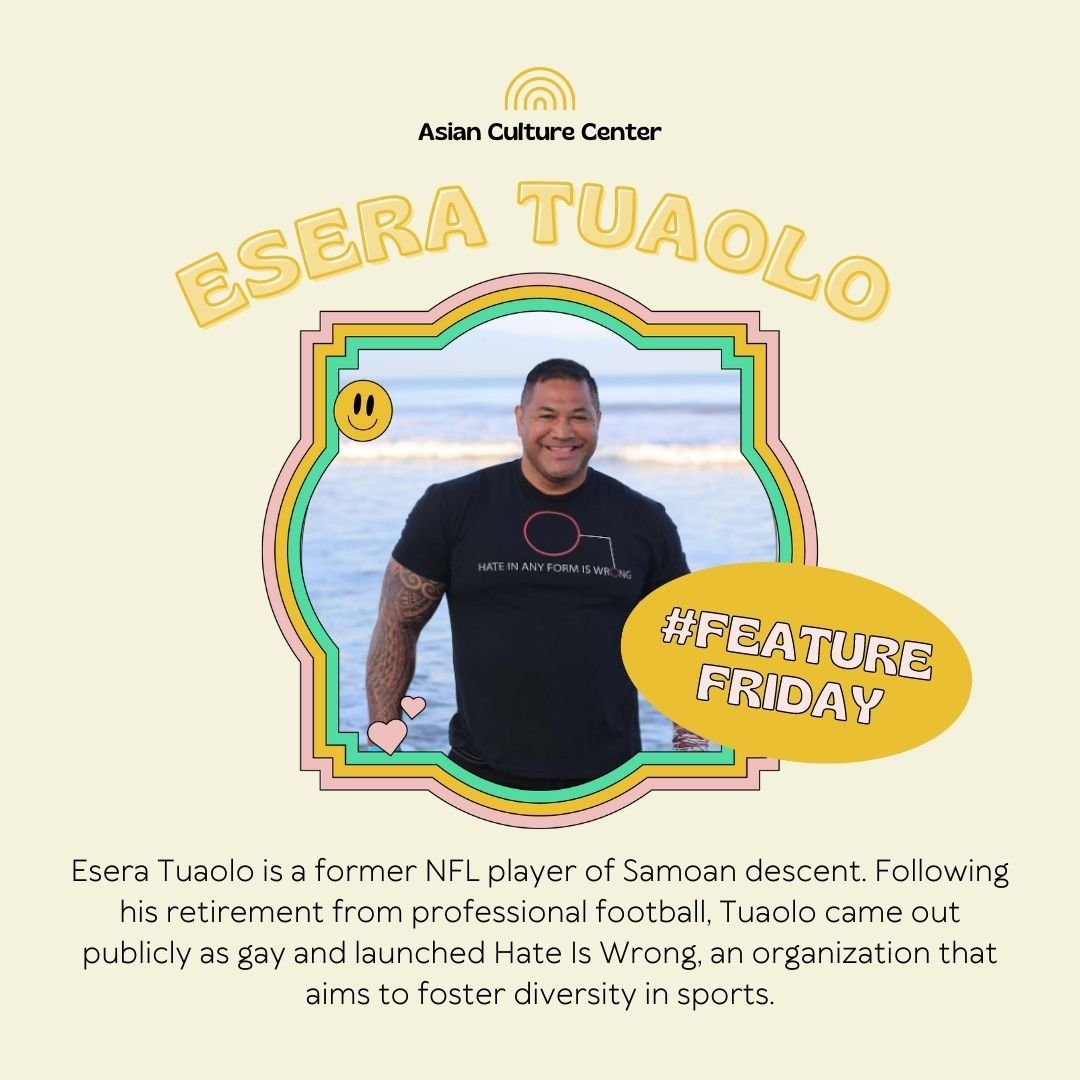 Asian Culture Center
ESERA TUAOLO
HATE IN ANY FORM IS WRONG
#FEATURE
FRIDAY
Esera Tuaolo is a former NFL player of Samoan descent. Following
his retirement from professional football, Tuaolo came out
publicly as gay and launched Hate Is Wrong, an organization that
aims to foster diversity in sports.